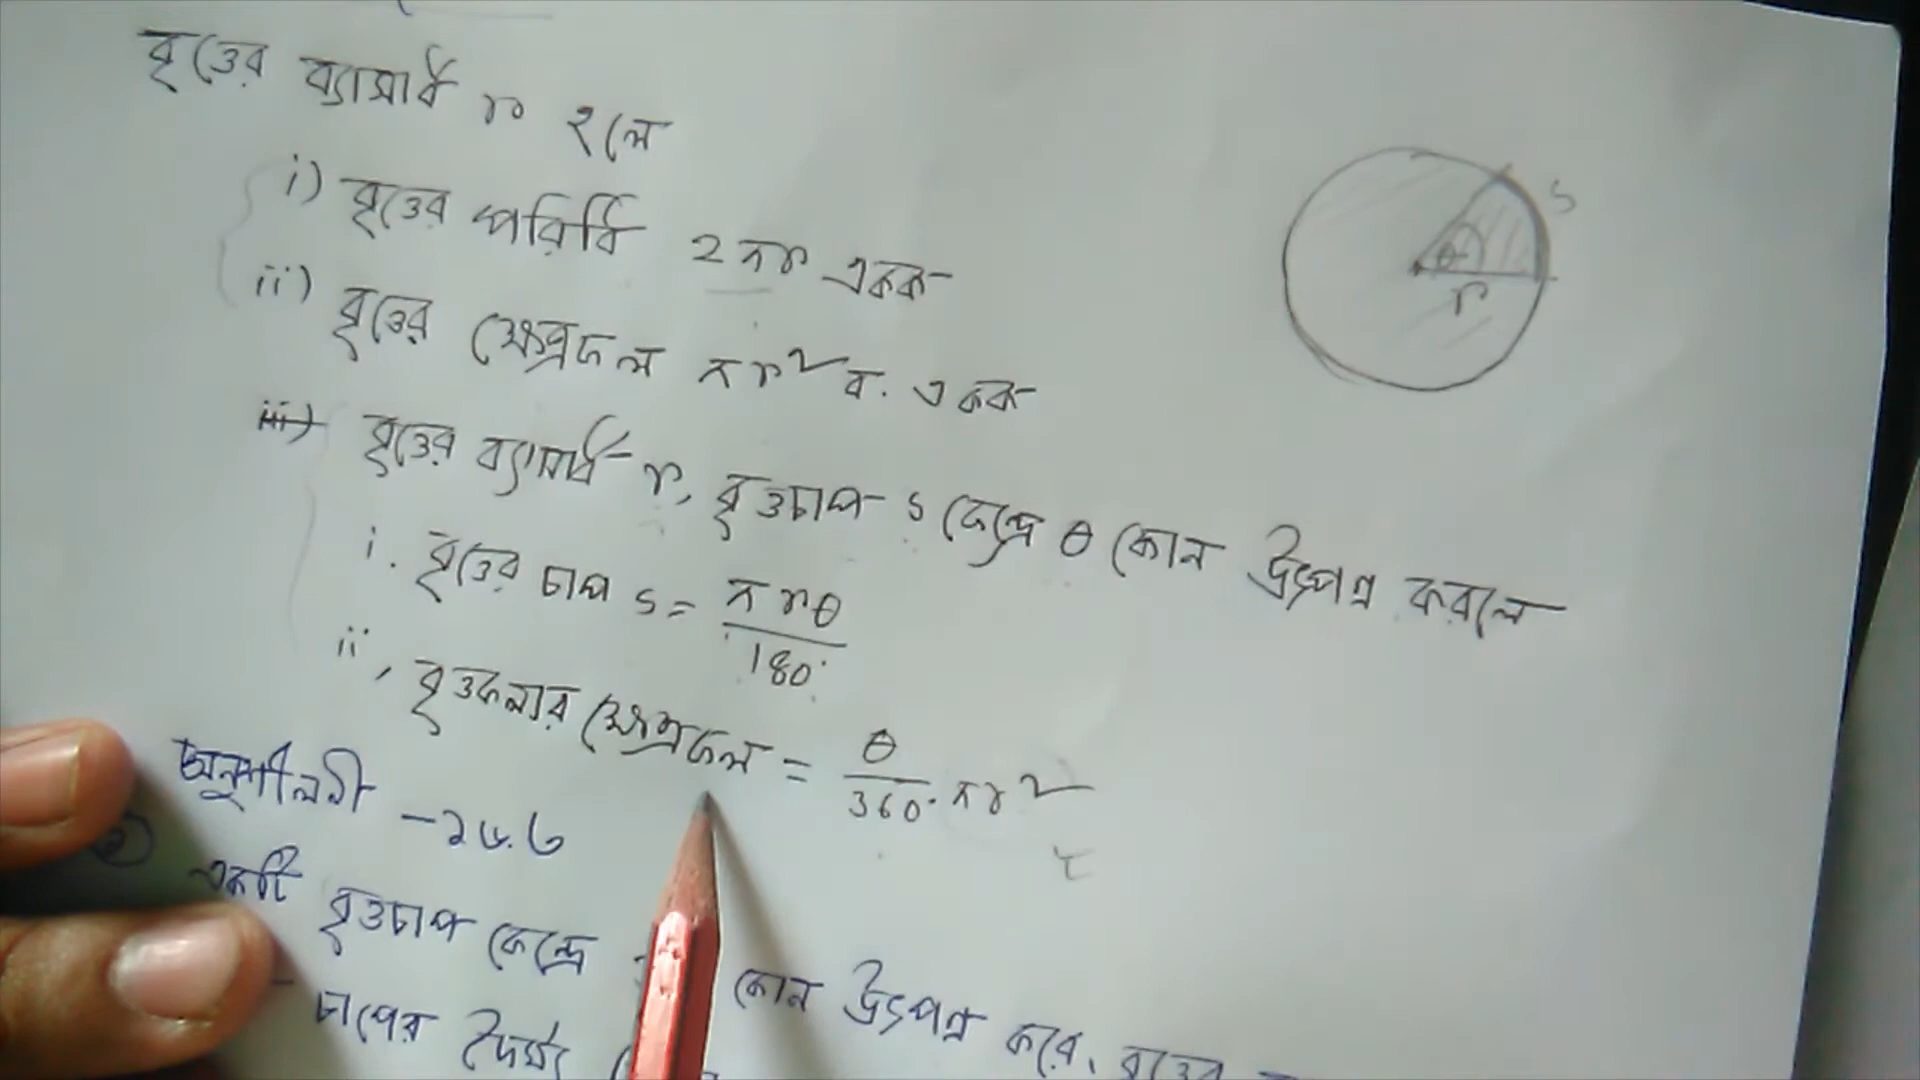 বৃত্তের ব্যাসার্ধ r হলে
i) বৃত্তের পরিধি 2πr একক
ii) বৃত্তের ক্ষেত্রফল πr² ব. একক
iii) বৃত্তের ব্যাসার্ধ r, বৃত্তচাপ s কেন্দ্রে θ কোন উৎপন্ন করলে
i. বৃত্তের চাপ s = πrθ/180°
ii, বৃত্তকলার ক্ষেত্রফল = θ/360° πr²
অনুশীলনী - ১৬.৩
একটি বৃত্তচাপ কেন্দ্রে কোন উৎপন্ন করে, বৃত্তের
চাপের দৈর্ঘ্য
s
θ
r